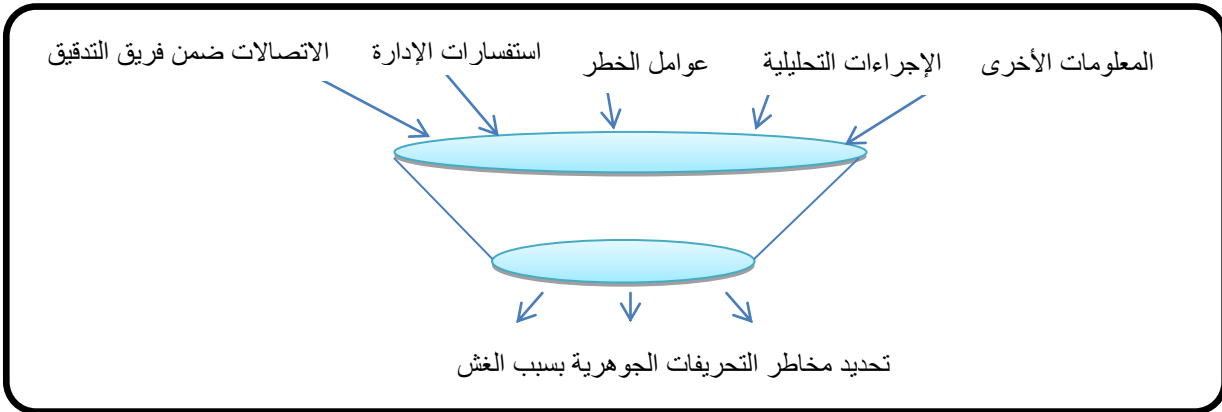 المعلومات الأخرى
الإجراءات التحليلية
عوامل الخطر
استفسارات الإدارة
الاتصالات ضمن فريق التدقيق
تحديد مخاطر التحريفات الجوهرية بسبب الغش